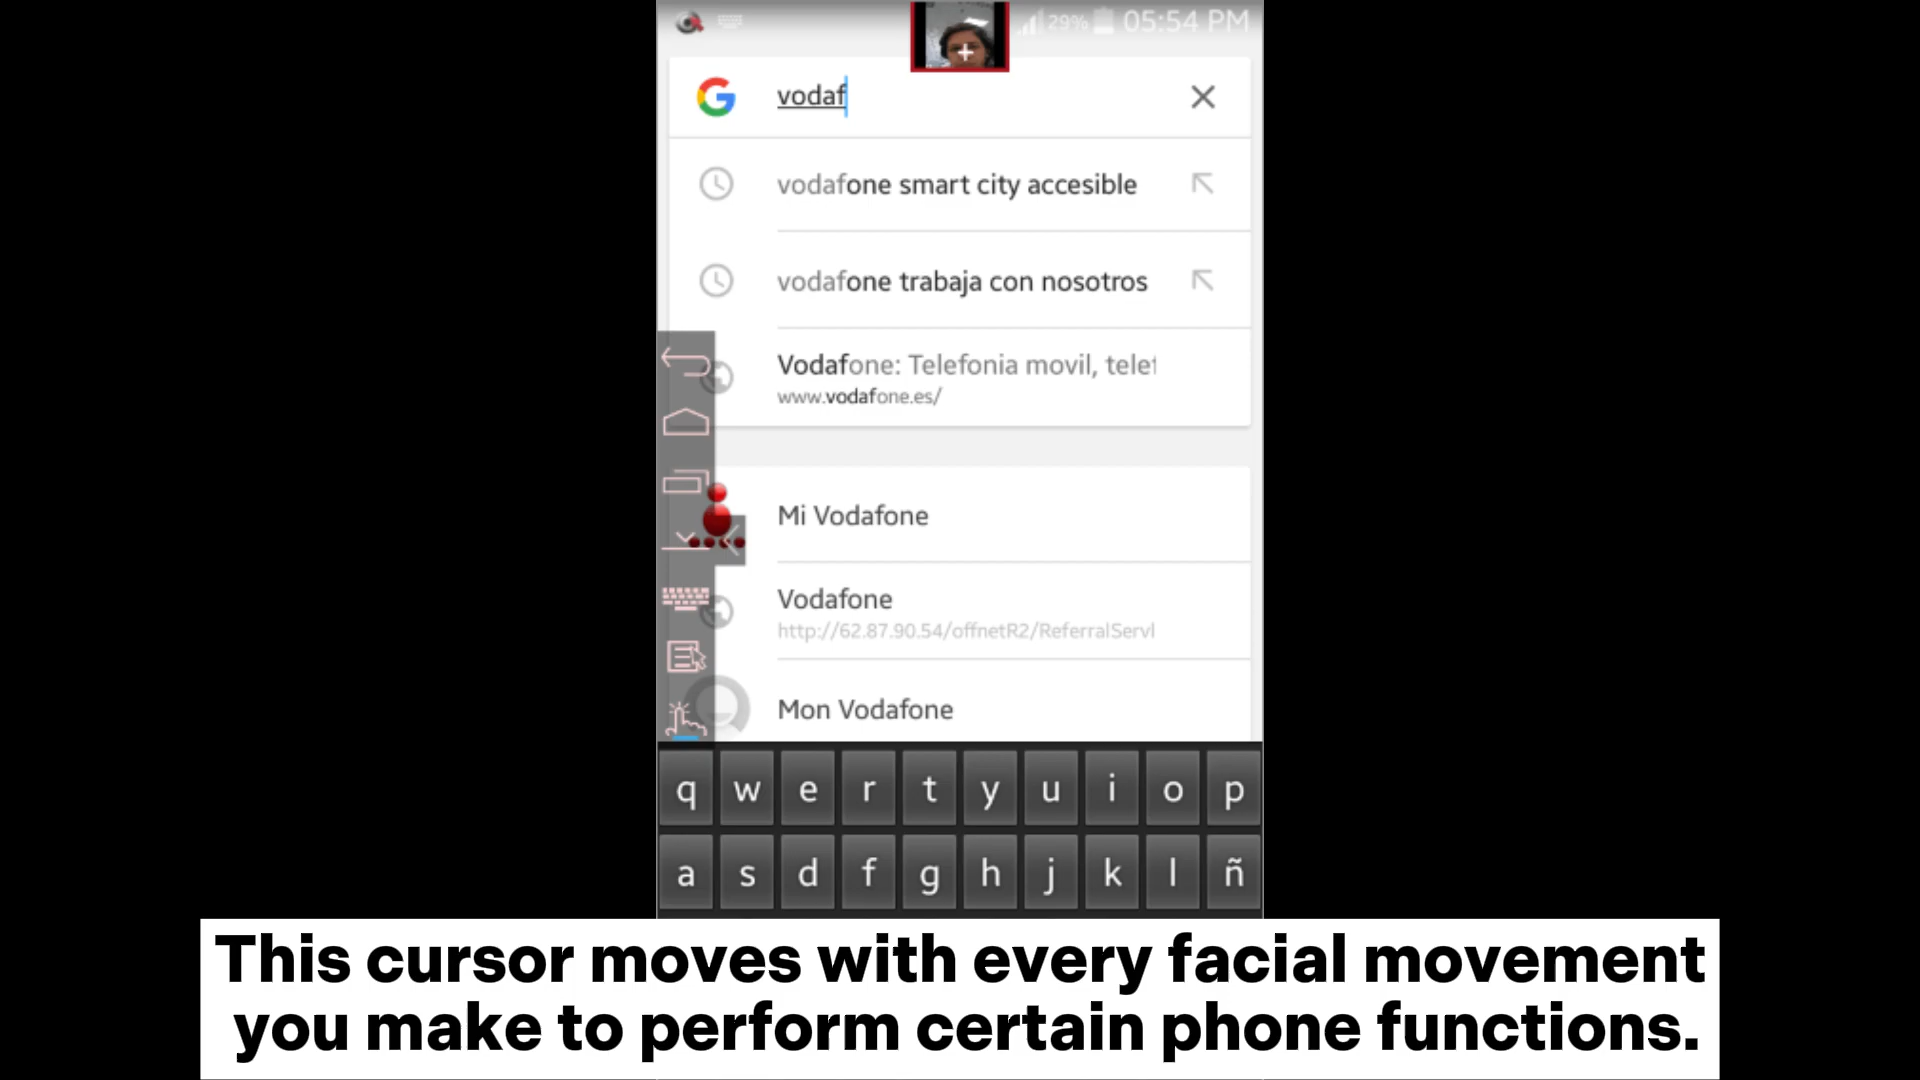 29% 05:54 PM
vodaf
vodafone smart city accesible
vodafone trabaja con nosotros
Vodafone: Telefonia movil, telef
www.vodafone.es/
Mi Vodafone
Vodafone
http://62.87.90.54/offnetR2/ReferralServl
Mon Vodafone
q w e r t y u i o p
a s d f g h j k l ñ
This cursor moves with every facial movement
you make to perform certain phone functions.